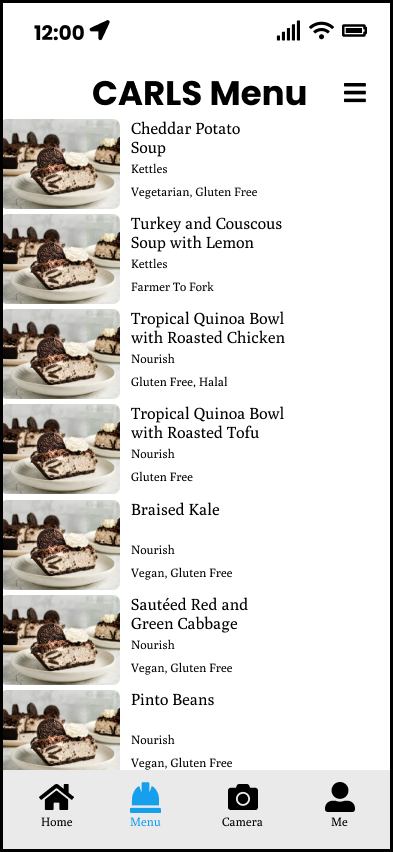 12:00
CARLS Menu
Cheddar Potato
Soup
Kettles
Vegetarian, Gluten Free
Turkey and Couscous
Soup with Lemon
Kettles
Farmer To Fork
Tropical Quinoa Bowl
with Roasted Chicken
Nourish
Gluten Free, Halal
Tropical Quinoa Bowl
with Roasted Tofu
Nourish
Gluten Free
Braised Kale
Nourish
Vegan, Gluten Free
Sautéed Red and
Green Cabbage
Nourish
Vegan, Gluten Free
Pinto Beans
Nourish
Vegan, Gluten Free
Home Menu Camera Me